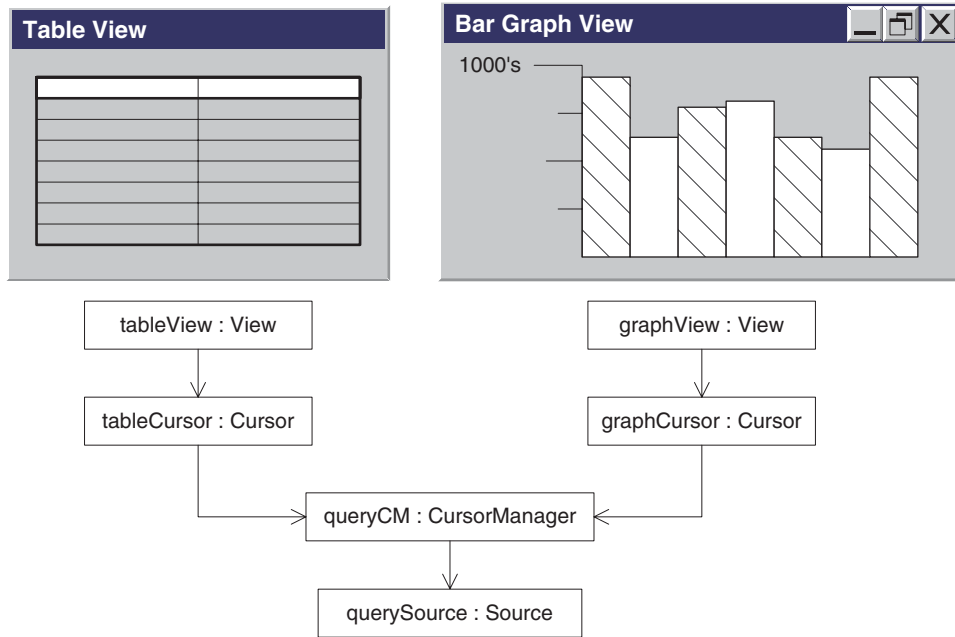 Table View
Bar Graph View
1000's
tableView : View
graphView : View
tableCursor : Cursor
graphCursor : Cursor
queryCM : CursorManager
querySource : Source